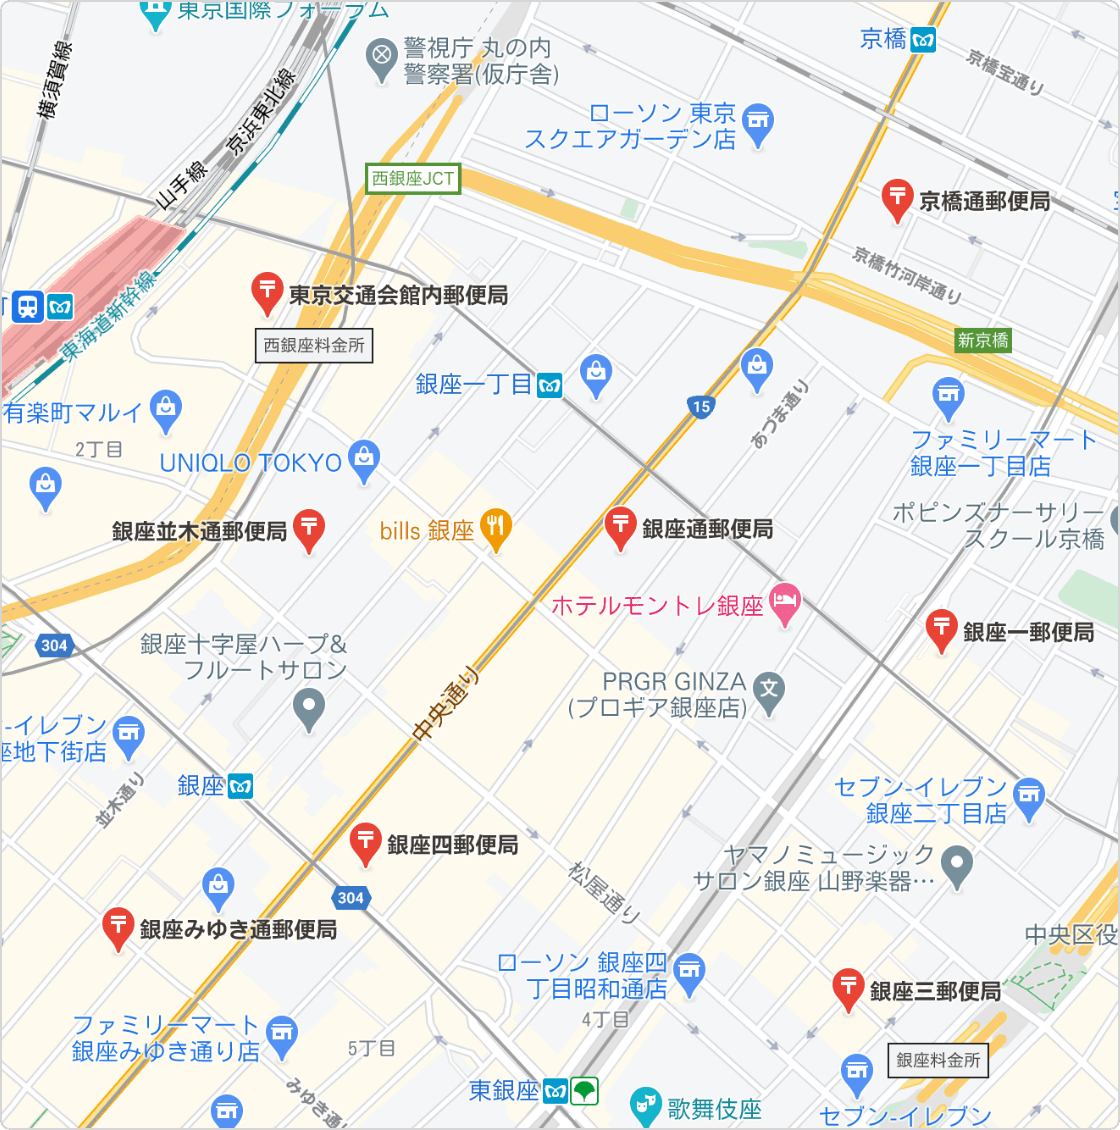 東京国際フォーラム
横須賀線
京浜東北線
山手線
警視庁 丸の内
警察署(仮庁舎)
京橋
京橋宝通り
ローソン 東京
スクエアガーデン店
西銀座JCT
京橋通郵便局
京橋竹河岸通り
東京交通会館内郵便局
東海道新幹線
西銀座料金所
新京橋
銀座一丁目
15
あづま通り
有楽町マルイ
2丁目
UNIQLO TOKYO
ファミリーマート
銀座一丁目店
ポピンズナーサリー
スクール京橋
銀座並木通郵便局
bills 銀座
銀座通郵便局
ホテルモントレ銀座
銀座一郵便局
304
銀座十字屋ハープ&
フルートサロン
PRGR GINZA
(プロギア銀座店)
中央通り
-イレブン
座地下街店
銀座
並木通り
セブン-イレブン
銀座二丁目店
銀座四郵便局
ヤマノミュージック
サロン銀座 山野楽器…
松屋通り
304
銀座みゆき通郵便局
中央区役
ローソン 銀座四
丁目昭和通店
銀座三郵便局
4丁目
ファミリーマート
銀座みゆき通り店
5丁目
銀座料金所
みゆき通り
東銀座
歌舞伎座
セブン-イレブン